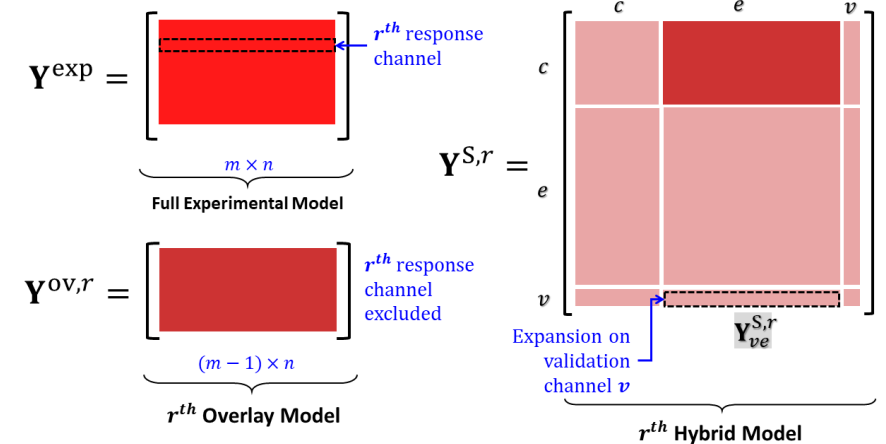 Y^exp =
r^th response
channel
m × n
Full Experimental Model
Y^ov,r =
r^th response
channel
excluded
(m − 1) × n
r^th Overlay Model
c e v
c
Y^S,r =
e
v
Expansion on
validation
channel v
Y_ve^S,r
r^th Hybrid Model